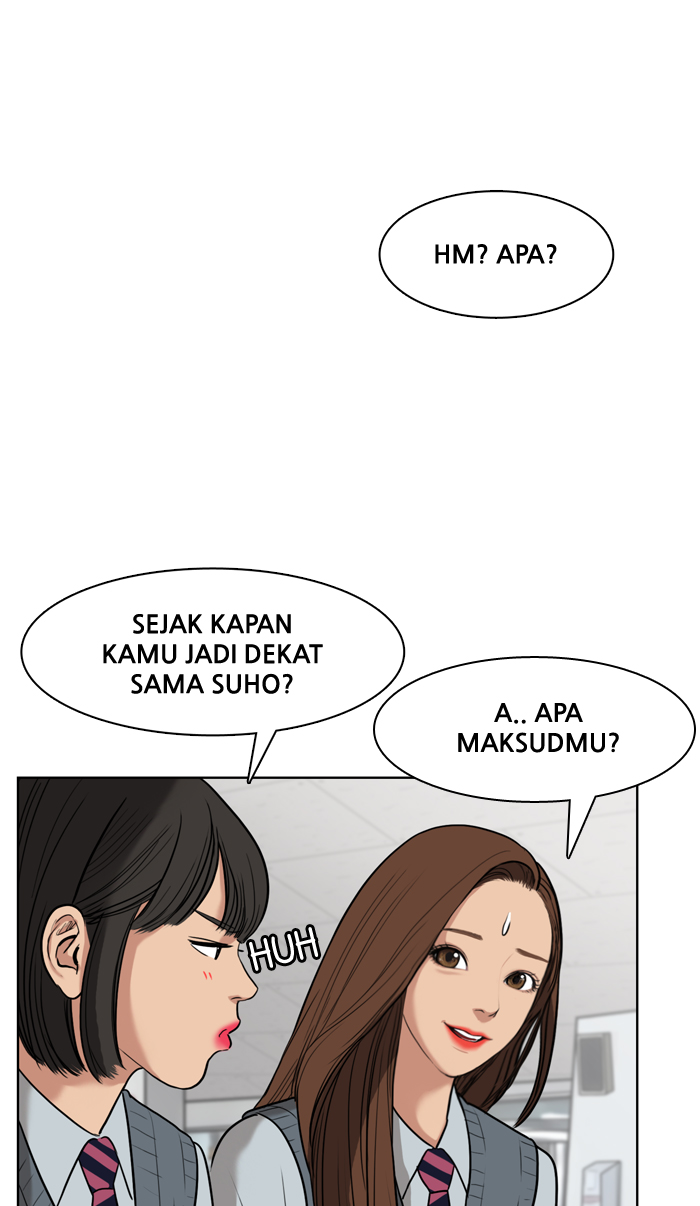 HM? APA?
SEJAK KAPAN
KAMU JADI DEKAT
SAMA SUHO?
A.. APA
MAKSUDMU?
HUH